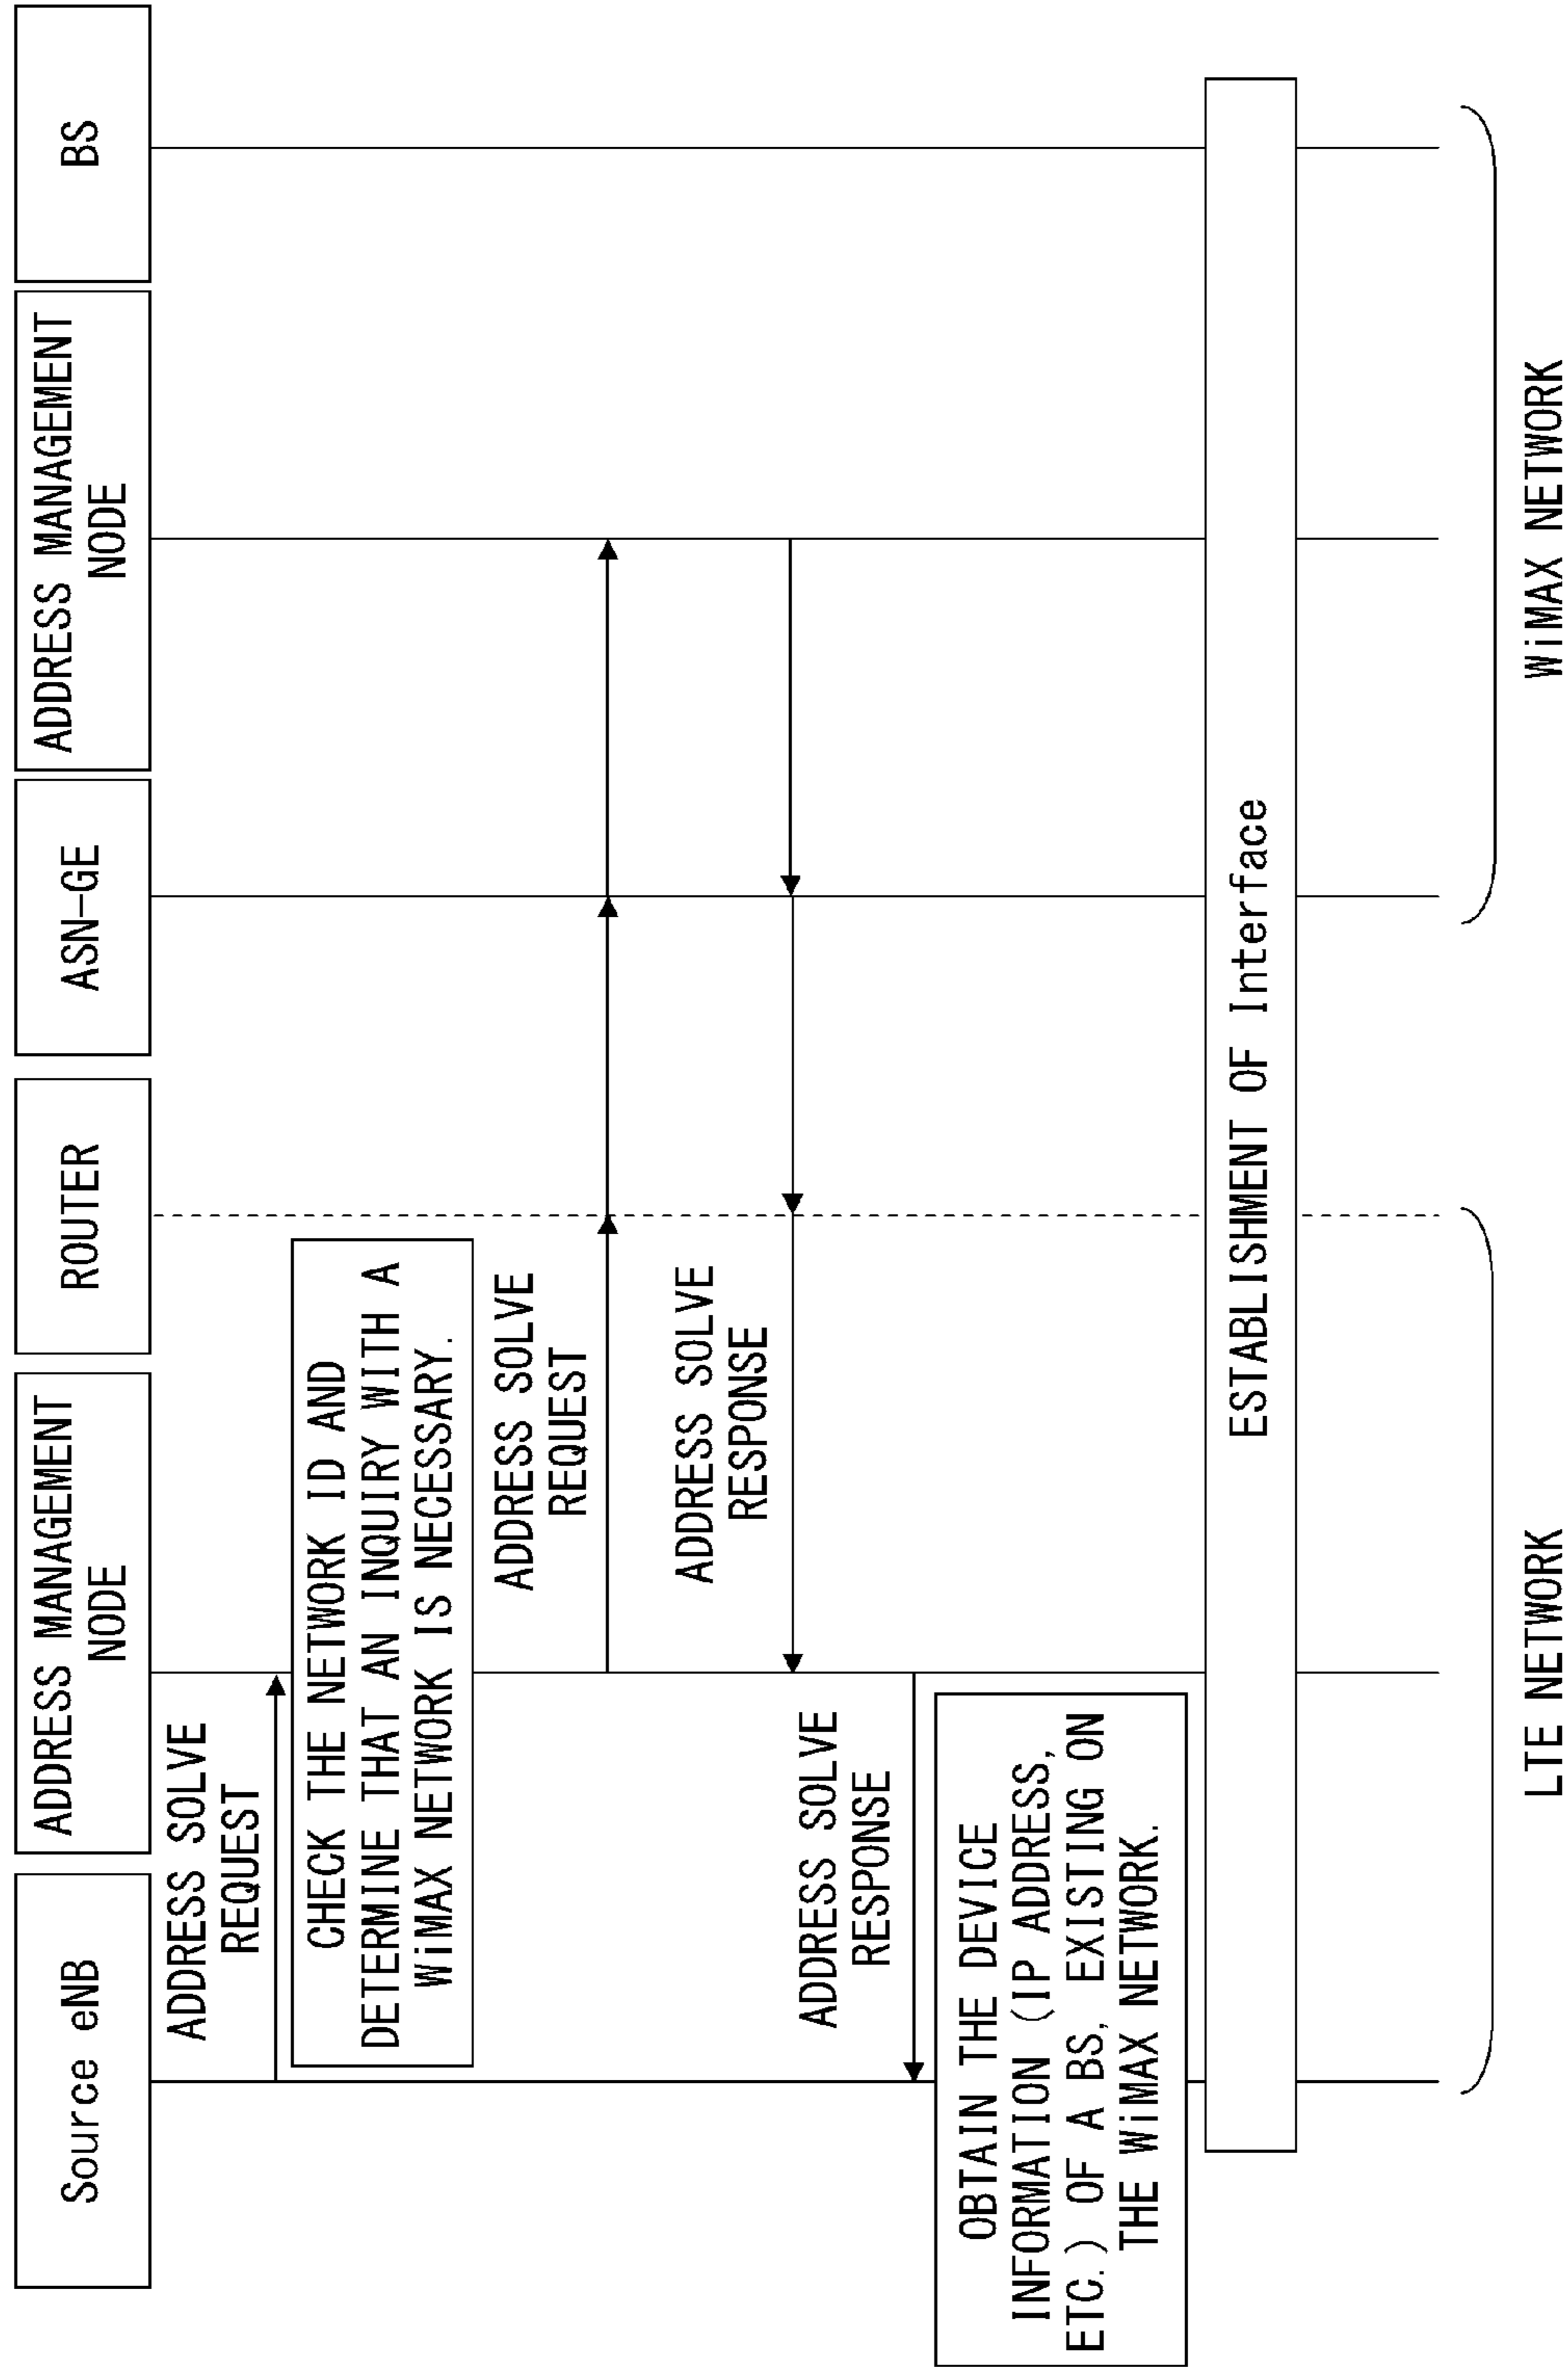 Source eNB
ADDRESS MANAGEMENT
NODE
ROUTER
ASN-GE
ADDRESS MANAGEMENT
NODE
BS
ADDRESS SOLVE
REQUEST
CHECK THE NETWORK ID AND
DETERMINE THAT AN INQUIRY WITH A
WiMAX NETWORK IS NECESSARY.
ADDRESS SOLVE
REQUEST
ADDRESS SOLVE
RESPONSE
ADDRESS SOLVE
RESPONSE
OBTAIN THE DEVICE
INFORMATION (IP ADDRESS,
ETC.) OF A BS, EXISTING ON
THE WiMAX NETWORK.
ESTABLISHMENT OF Interface
LTE NETWORK
WiMAX NETWORK